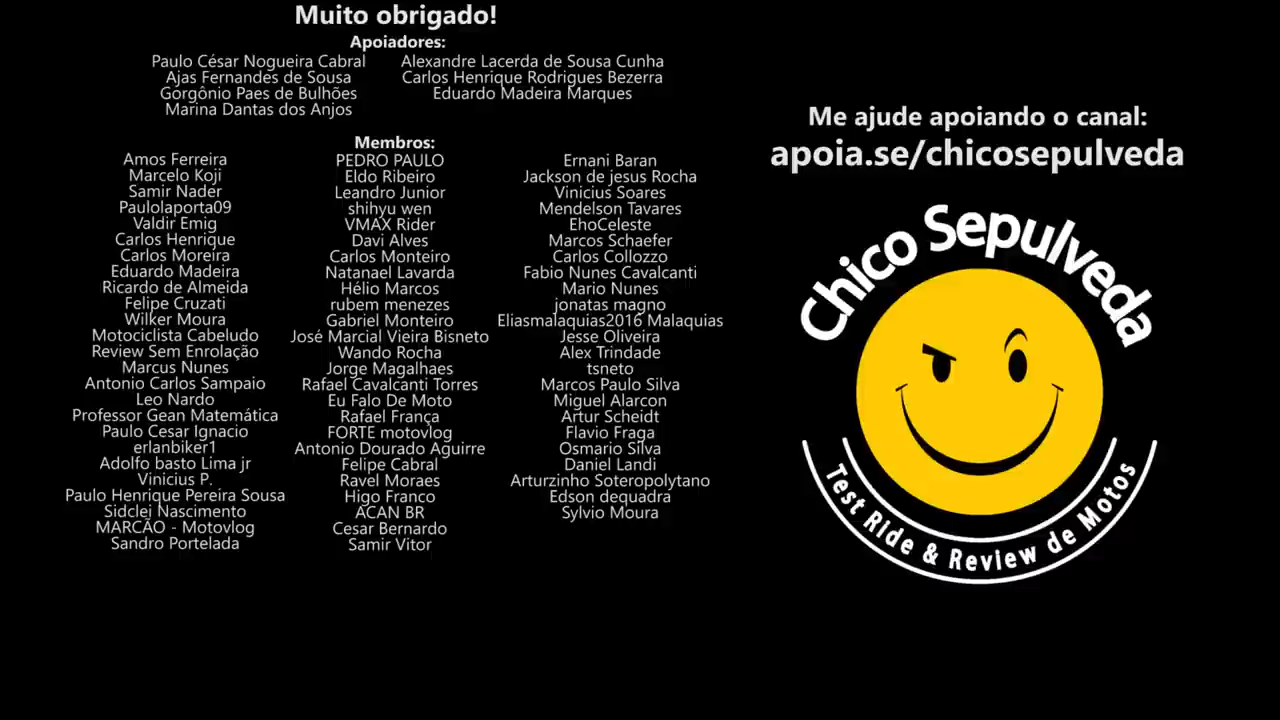 Muito obrigado!
Apoiadores:
Paulo César Nogueira Cabral
Ajas Fernandes de Sousa
Gorgônio Paes de Bulhões
Marina Dantas dos Anjos
Alexandre Lacerda de Sousa Cunha
Carlos Henrique Rodrigues Bezerra
Eduardo Madeira Marques
Membros:
Amos Ferreira
Marcelo Koji
Samir Nader
Paulolaporta09
Valdir Emig
Carlos Henrique
Carlos Moreira
Eduardo Madeira
Ricardo de Almeida
Felipe Cruzati
Wilker Moura
Motociclista Cabeludo
Review Sem Enrolação
Marcus Nunes
Antonio Carlos Sampaio
Leo Nardo
Professor Gean Matemática
Paulo Cesar Ignacio
erlanbiker1
Adolfo basto Lima jr
Vinicius P.
Paulo Henrique Pereira Sousa
Sidclei Nascimento
MARCÃO - Motovlog
Sandro Portelada
PEDRO PAULO
Eldo Ribeiro
Leandro Junior
shihyu wen
VMAX Rider
Davi Alves
Carlos Monteiro
Natanael Lavarda
Hélio Marcos
rubem menezes
Gabriel Monteiro
José Marcial Vieira Bisneto
Wando Rocha
Jorge Magalhaes
Rafael Cavalcanti Torres
Eu Falo De Moto
Rafael França
FORTE motovlog
Antonio Dourado Aguirre
Felipe Cabral
Ravel Moraes
Higo Franco
ACAN BR
Cesar Bernardo
Samir Vitor
Ernani Baran
Jackson de jesus Rocha
Vinicius Soares
Mendelson Tavares
EhoCeleste
Marcos Schaefer
Carlos Collozzo
Fabio Nunes Cavalcanti
Mario Nunes
jonatas magno
Eliasmalaquias2016 Malaquias
Jesse Oliveira
Alex Trindade
tsneto
Marcos Paulo Silva
Miguel Alarcon
Artur Scheidt
Flavio Fraga
Osmario Silva
Daniel Landi
Arturzinho Soteropolytano
Edson dequadra
Sylvio Moura
Me ajude apoiando o canal:
apoia.se/chicosepulveda
Chico Sepulveda
Test Ride & Review de Motos